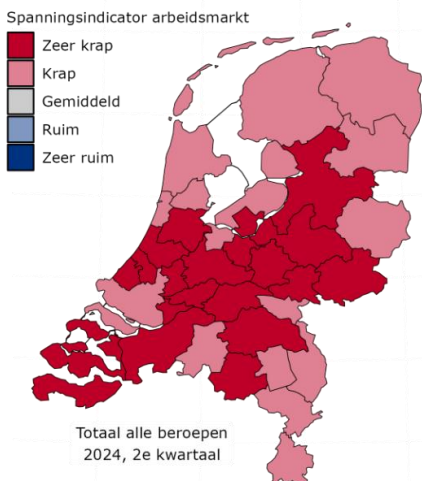 Spanningsindicator arbeidsmarkt
Zeer krap
Krap
Gemiddeld
Ruim
Zeer ruim
Totaal alle beroepen
2024, 2e kwartaal